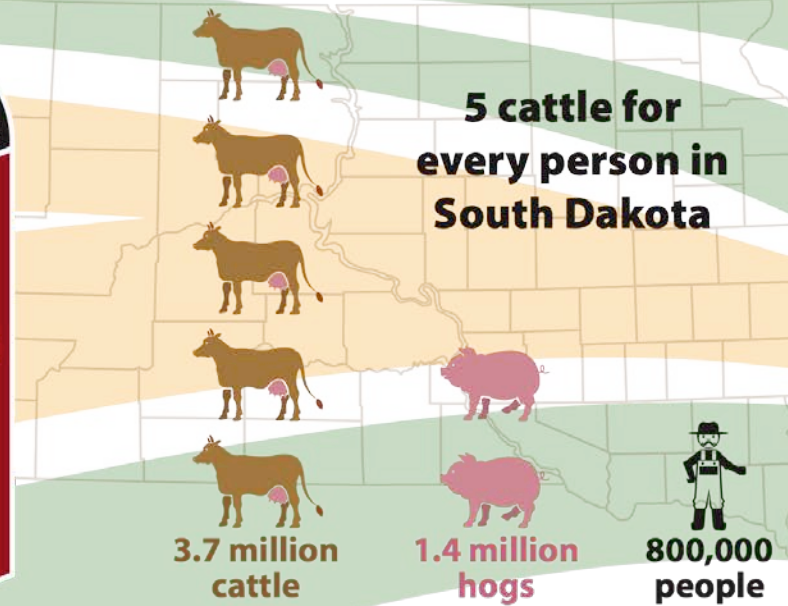 5 cattle for
every person in
South Dakota
3.7 million
cattle
1.4 million
hogs
800,000
people